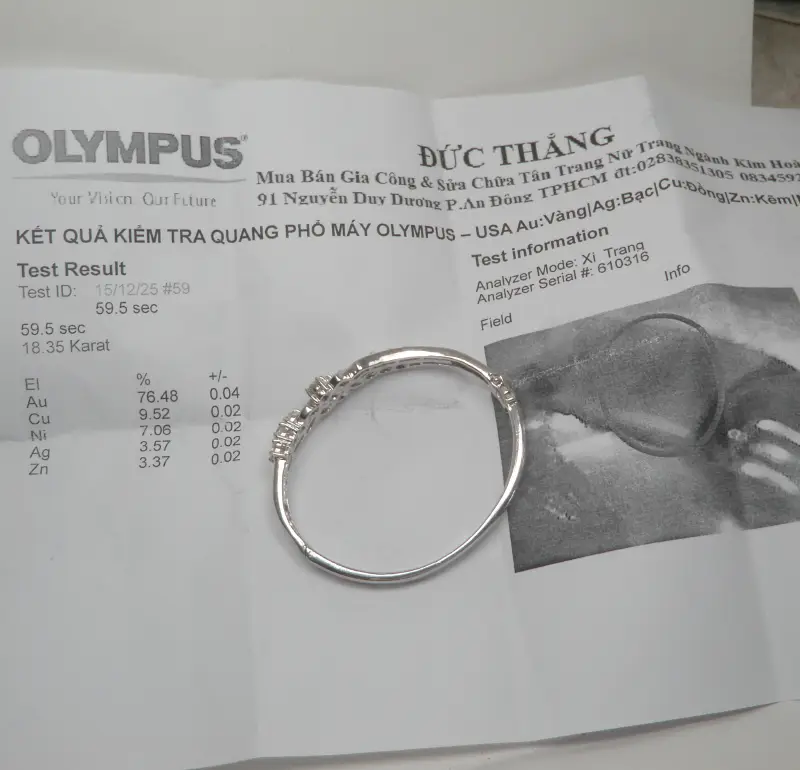 OLYMPUS®
Your Vision, Our Future
ĐỨC THẮNG
Mua Bán Gia Công & Sửa Chữa Tân Trang Nữ Trang Ngành Kim Hoà
91 Nguyễn Duy Dương P.An Đông TPHCM đt:02838351305 0834592
KẾT QUẢ KIỂM TRA QUANG PHỔ MÁY OLYMPUS – USA Au:Vàng|Ag:Bạc|Cu:Đồng|Zn:Kẽm|
Test Result
Test ID: 15/12/25 #59
59.5 sec
59.5 sec
18.35 Karat
El % +/-
Au 76.48 0.04
Cu 9.52 0.02
Ni 7.06 0.02
Ag 3.57 0.02
Zn 3.37 0.02
Test information
Analyzer Mode: Xi Trang
Analyzer Serial #: 610316
Field Info